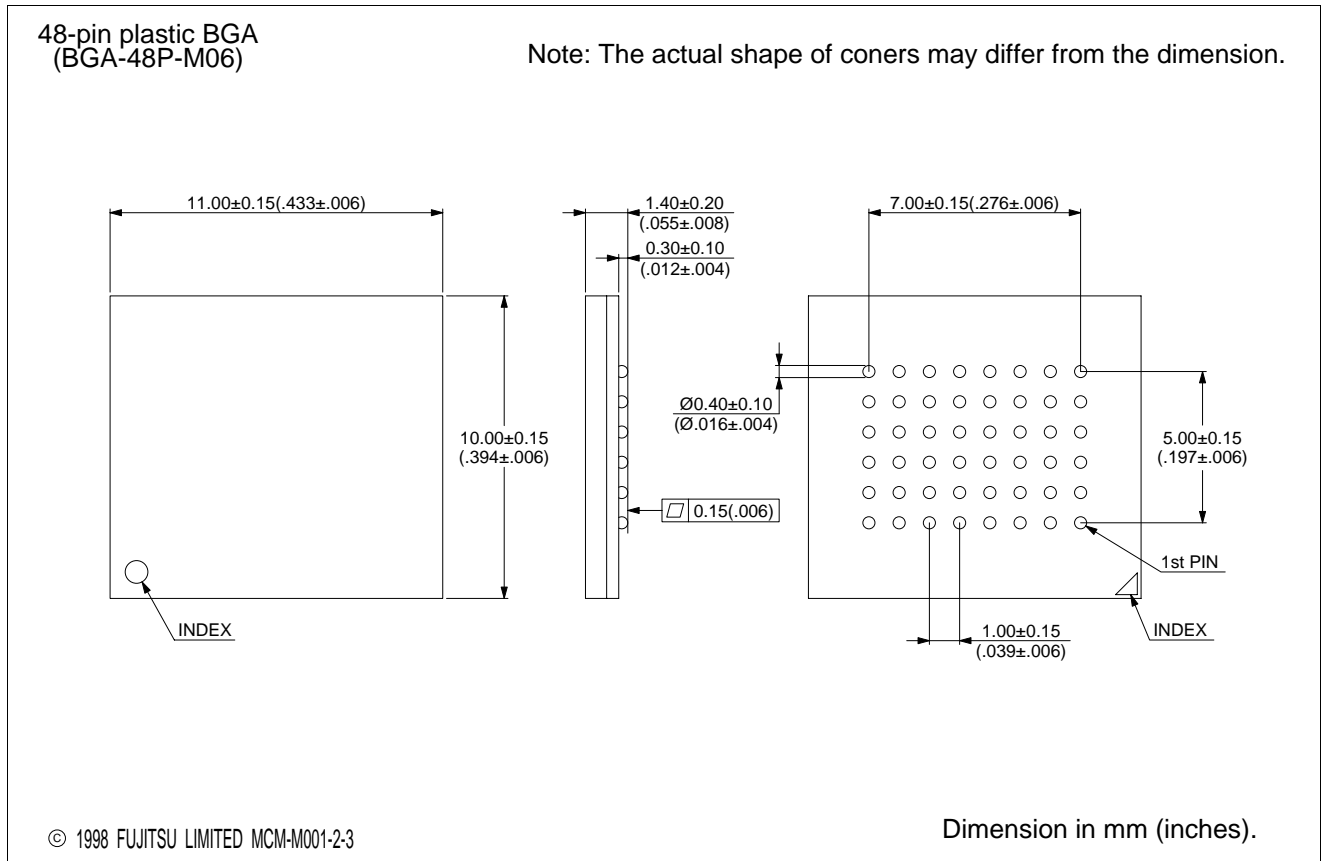 48-pin plastic BGA
(BGA-48P-M06)
Note: The actual shape of coners may differ from the dimension.
11.00±0.15(.433±.006)
1.40±0.20
(.055±.008)
0.30±0.10
(.012±.004)
7.00±0.15(.276±.006)
Ø0.40±0.10
(Ø.016±.004)
10.00±0.15
(.394±.006)
5.00±0.15
(.197±.006)
0.15(.006)
1st PIN
INDEX
1.00±0.15
(.039±.006)
INDEX
© 1998 FUJITSU LIMITED MCM-M001-2-3
Dimension in mm (inches).